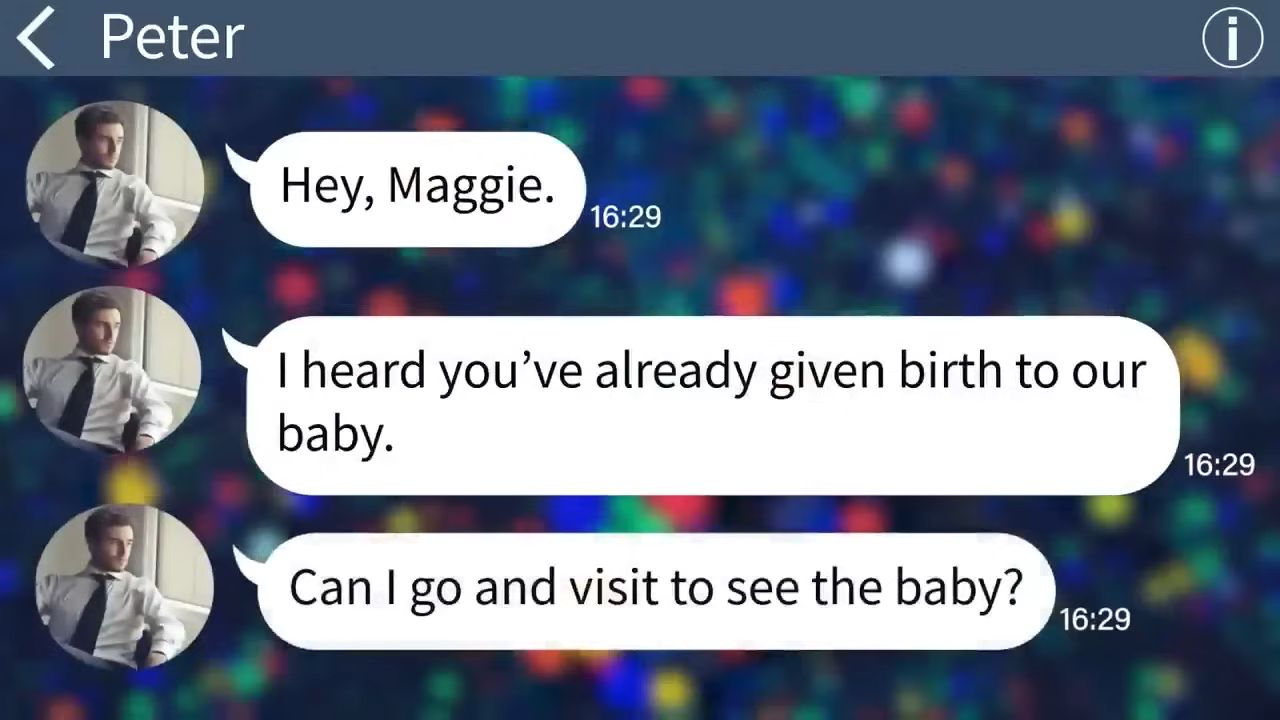 Peter
Hey, Maggie.
16:29
I heard you’ve already given birth to our
baby.
16:29
Can I go and visit to see the baby?
16:29